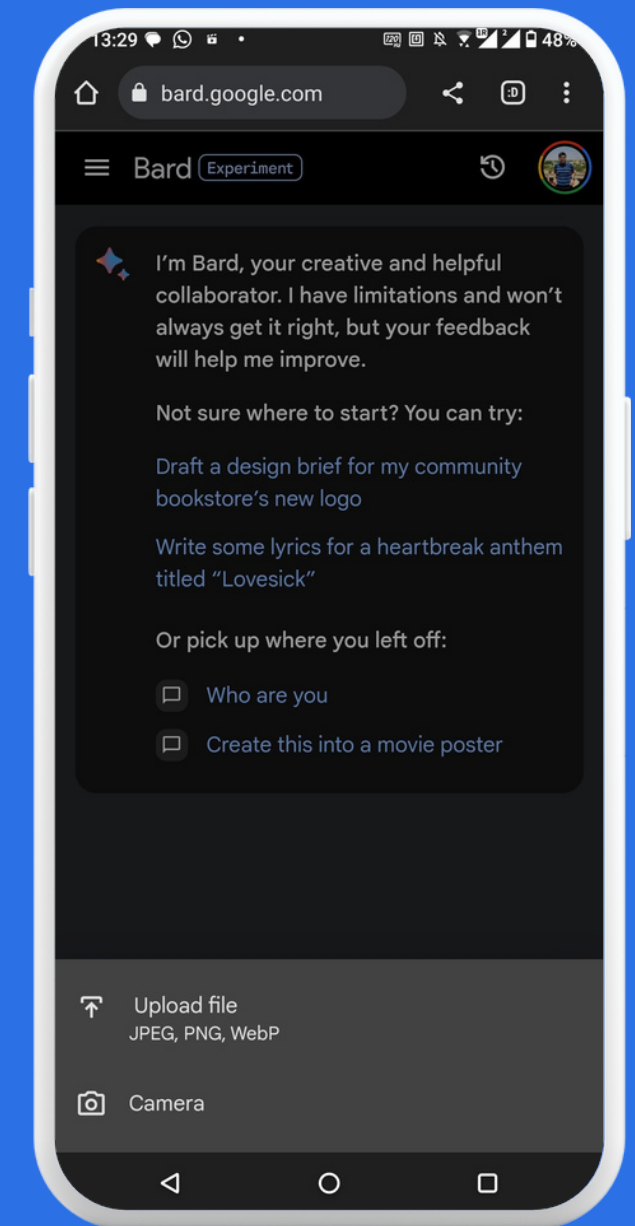 13:29
48%
bard.google.com
:D
Bard Experiment
I'm Bard, your creative and helpful
collaborator. I have limitations and won't
always get it right, but your feedback
will help me improve.
Not sure where to start? You can try:
Draft a design brief for my community
bookstore's new logo
Write some lyrics for a heartbreak anthem
titled “Lovesick”
Or pick up where you left off:
Who are you
Create this into a movie poster
Upload file
JPEG, PNG, WebP
Camera